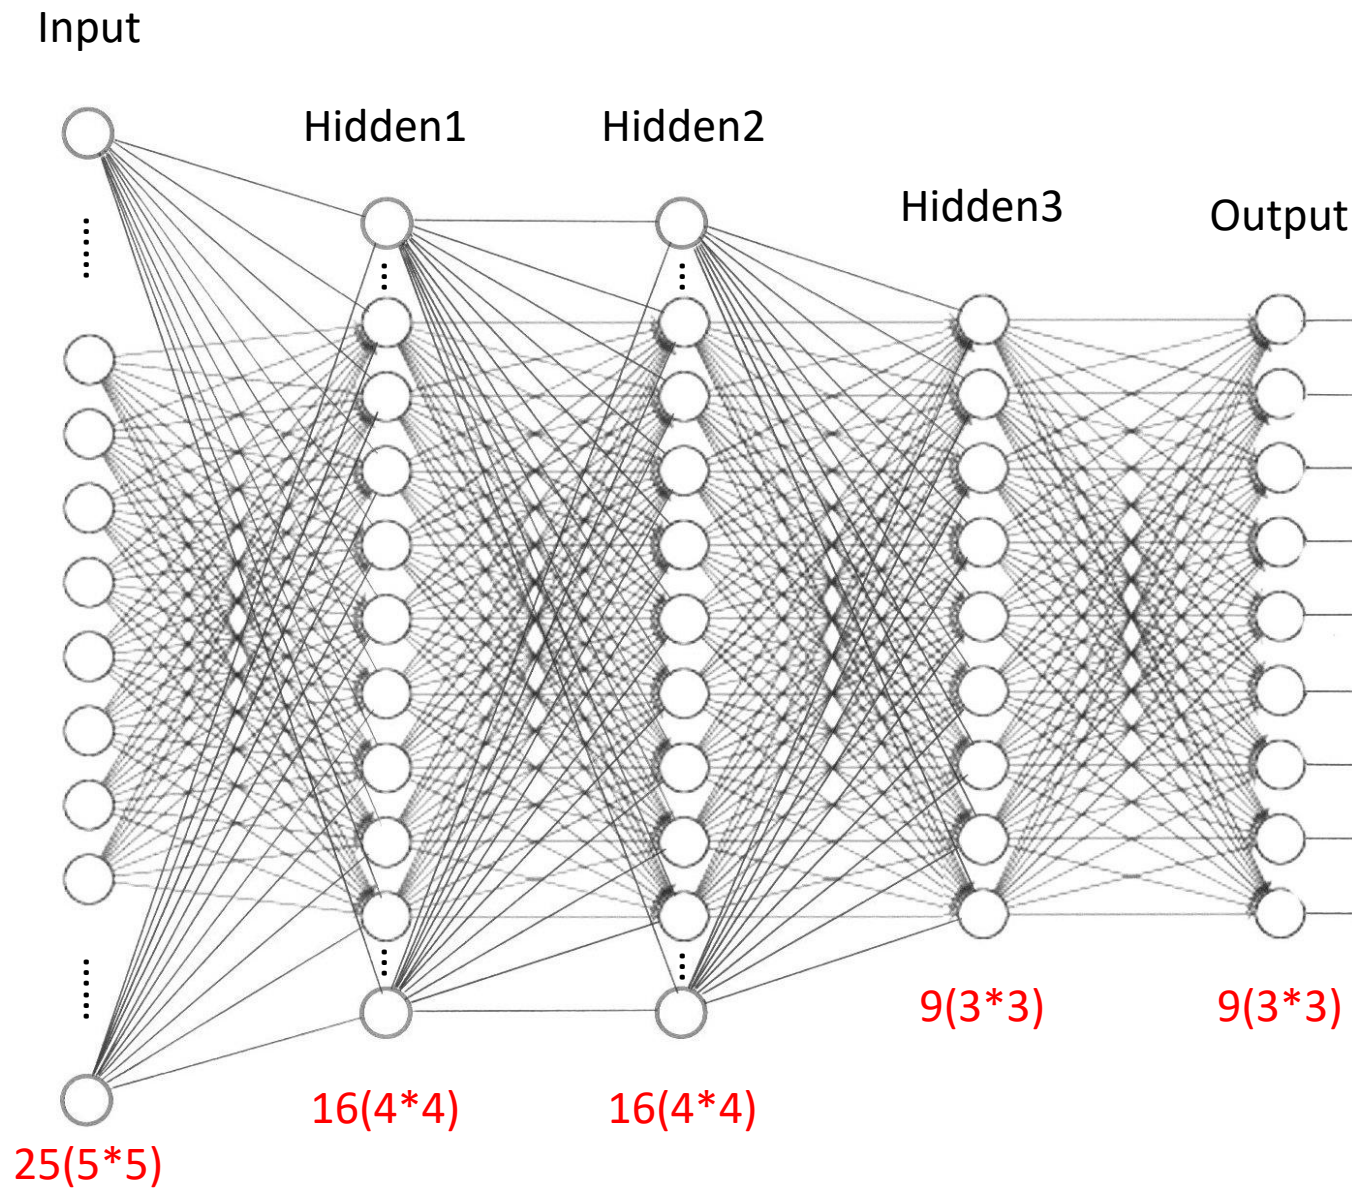 Input
Hidden1
Hidden2
Hidden3
Output
25(5*5)
16(4*4)
16(4*4)
9(3*3)
9(3*3)